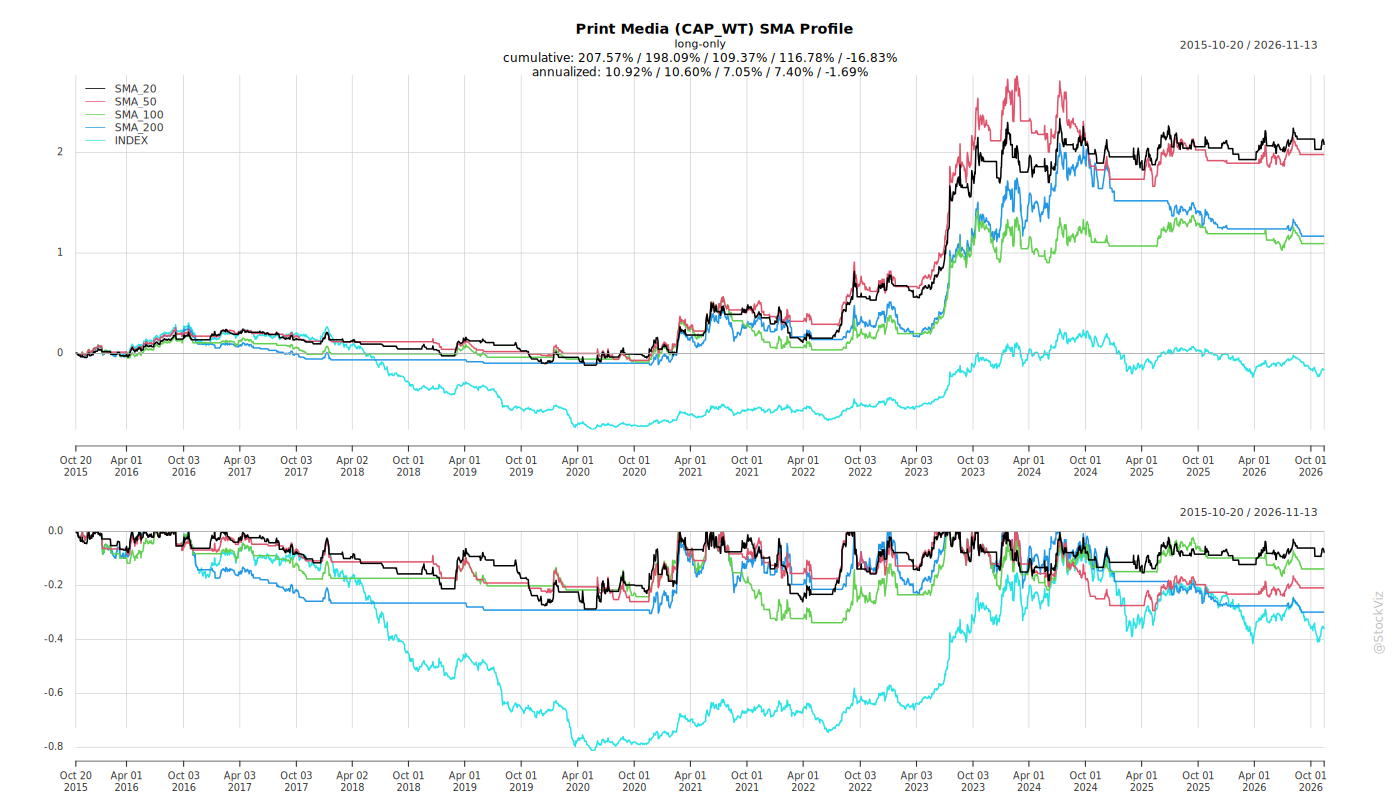 Print Media (CAP_WT) SMA Profile
long-only
cumulative: 207.57% / 198.09% / 109.37% / 116.78% / -16.83%
annualized: 10.92% / 10.60% / 7.05% / 7.40% / -1.69%
2015-10-20 / 2026-11-13
SMA_20
SMA_50
SMA_100
SMA_200
INDEX
2
1
0
Oct 20 Apr 01 Oct 03 Apr 03 Oct 03 Apr 02 Oct 01 Apr 01 Oct 01 Apr 01 Oct 01 Apr 01 Oct 01 Apr 01 Oct 03 Apr 03 Oct 03 Apr 01 Oct 01 Apr 01 Oct 01 Apr 01 Oct 01
2015 2016 2016 2017 2017 2018 2018 2019 2019 2020 2020 2021 2021 2022 2022 2023 2023 2024 2024 2025 2025 2026 2026
2015-10-20 / 2026-11-13
0.0
-0.2
-0.4
-0.6
-0.8
Oct 20 Apr 01 Oct 03 Apr 03 Oct 03 Apr 02 Oct 01 Apr 01 Oct 01 Apr 01 Oct 01 Apr 01 Oct 01 Apr 01 Oct 03 Apr 03 Oct 03 Apr 01 Oct 01 Apr 01 Oct 01 Apr 01 Oct 01
2015 2016 2016 2017 2017 2018 2018 2019 2019 2020 2020 2021 2021 2022 2022 2023 2023 2024 2024 2025 2025 2026 2026
@StockViz